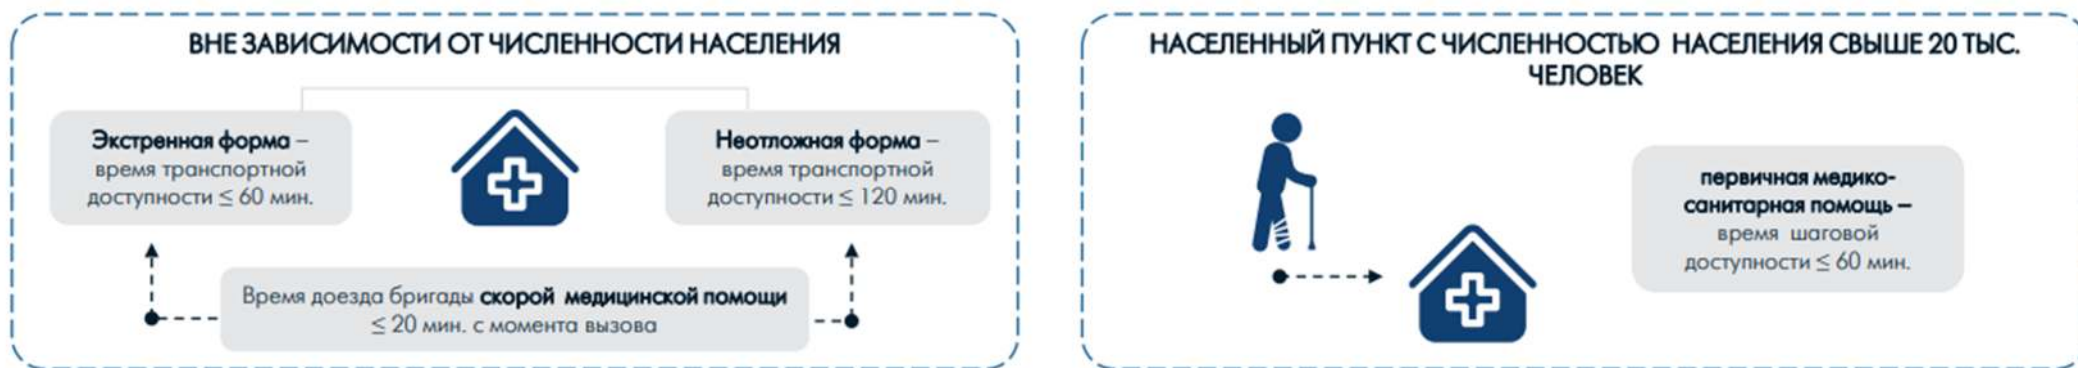 ВНЕ ЗАВИСИМОСТИ ОТ ЧИСЛЕННОСТИ НАСЕЛЕНИЯ
Экстренная форма –
время транспортной
доступности ≤ 60 мин.
Неотложная форма –
время транспортной
доступности ≤ 120 мин.
Время доезда бригады скорой медицинской помощи
≤ 20 мин. с момента вызова
НАСЕЛЕННЫЙ ПУНКТ С ЧИСЛЕННОСТЬЮ НАСЕЛЕНИЯ СВЫШЕ 20 ТЫС.
ЧЕЛОВЕК
первичная медико-
санитарная помощь –
время шаговой
доступности ≤ 60 мин.